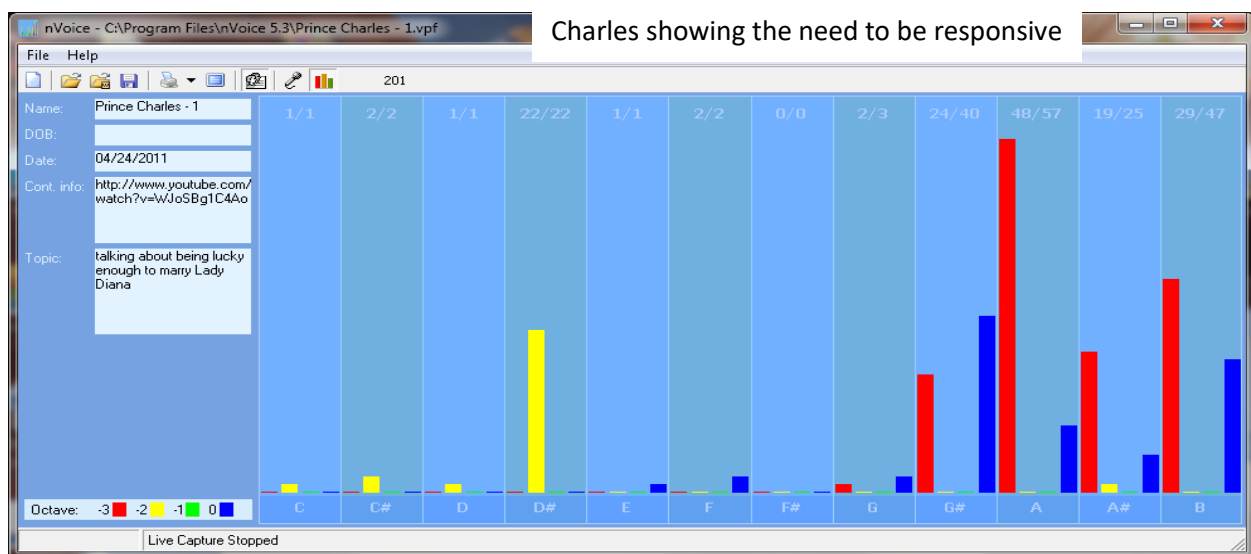 nVoice - C:\Program Files\nVoice 5.3\Prince Charles - 1.vpf
Charles showing the need to be responsive
File Help
201
Name: Prince Charles - 1
DOB:
Date: 04/24/2011
Cont. info: http://www.youtube.com/
watch?v=WJoSBg1C4Ao
Topic: talking about being lucky
enough to marry Lady
Diana
1/1 2/2 1/1 22/22 1/1 2/2 0/0 2/3 24/40 48/57 19/25 29/47
Octave: -3 -2 -1 0
C C# D D# E F F# G G# A A# B
Live Capture Stopped